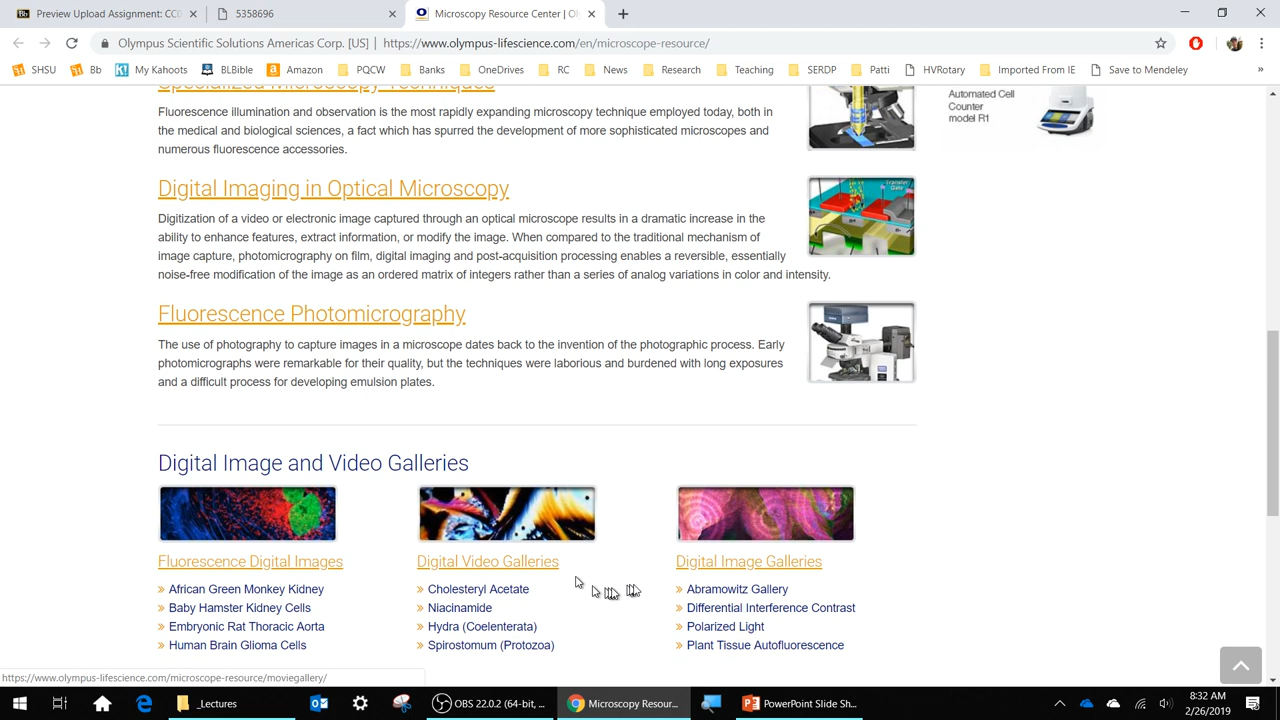 Preview Upload Assignment: CCI
5358696
Microscopy Resource Center | Ol
Olympus Scientific Solutions Americas Corp. [US] | https://www.olympus-lifescience.com/en/microscope-resource/
SHSU Bb My Kahoots BLBible Amazon PQCW Banks OneDrives RC News Research Teaching SERDP Patti HVRotary Imported From IE Save to Mendeley
Specialized Microscopy Techniques
Automated Cell
Counter
model R1
Fluorescence illumination and observation is the most rapidly expanding microscopy technique employed today, both in
the medical and biological sciences, a fact which has spurred the development of more sophisticated microscopes and
numerous fluorescence accessories.
Digital Imaging in Optical Microscopy
Transfer
Gate
Digitization of a video or electronic image captured through an optical microscope results in a dramatic increase in the
ability to enhance features, extract information, or modify the image. When compared to the traditional mechanism of
image capture, photomicrography on film, digital imaging and post-acquisition processing enables a reversible, essentially
noise-free modification of the image as an ordered matrix of integers rather than a series of analog variations in color and intensity.
Fluorescence Photomicrography
The use of photography to capture images in a microscope dates back to the invention of the photographic process. Early
photomicrographs were remarkable for their quality, but the techniques were laborious and burdened with long exposures
and a difficult process for developing emulsion plates.
Digital Image and Video Galleries
Fluorescence Digital Images
African Green Monkey Kidney
Baby Hamster Kidney Cells
Embryonic Rat Thoracic Aorta
Human Brain Glioma Cells
Digital Video Galleries
Cholesteryl Acetate
Niacinamide
Hydra (Coelenterata)
Spirostomum (Protozoa)
Digital Image Galleries
Abramowitz Gallery
Differential Interference Contrast
Polarized Light
Plant Tissue Autofluorescence
https://www.olympus-lifescience.com/microscope-resource/moviegallery/
_Lectures
OBS 22.0.2 (64-bit, ...
Microscopy Resour...
PowerPoint Slide Sh...
8:32 AM
2/26/2019